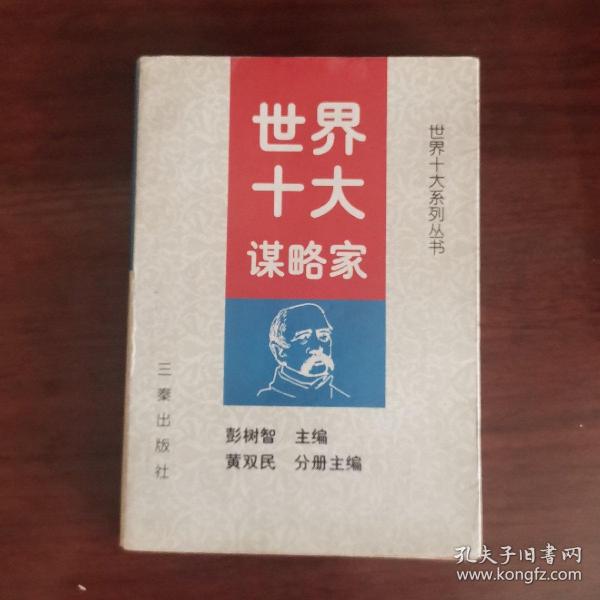 世界
十大
谋略家
世界十大系列丛书
彭树智 主编
黄双民 分册主编
三秦出版社
孔夫子旧书网
www.kongfz.com